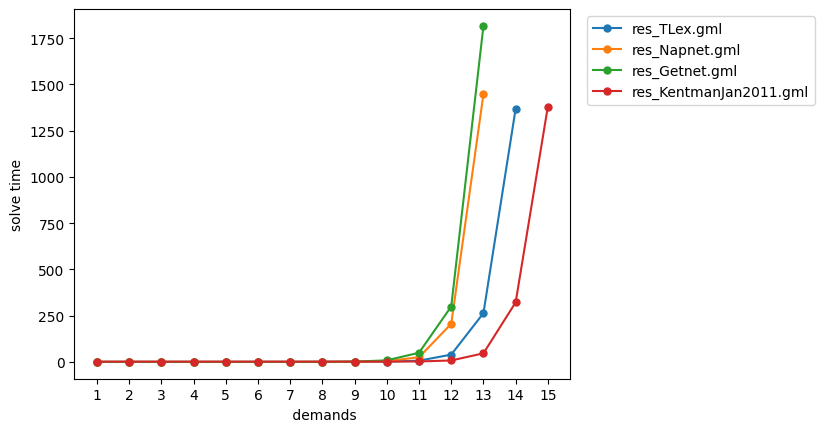 1750
1500
1250
1000
750
500
250
0
solve time
1 2 3 4 5 6 7 8 9 10 11 12 13 14 15
demands
res_TLex.gml
res_Napnet.gml
res_Getnet.gml
res_KentmanJan2011.gml